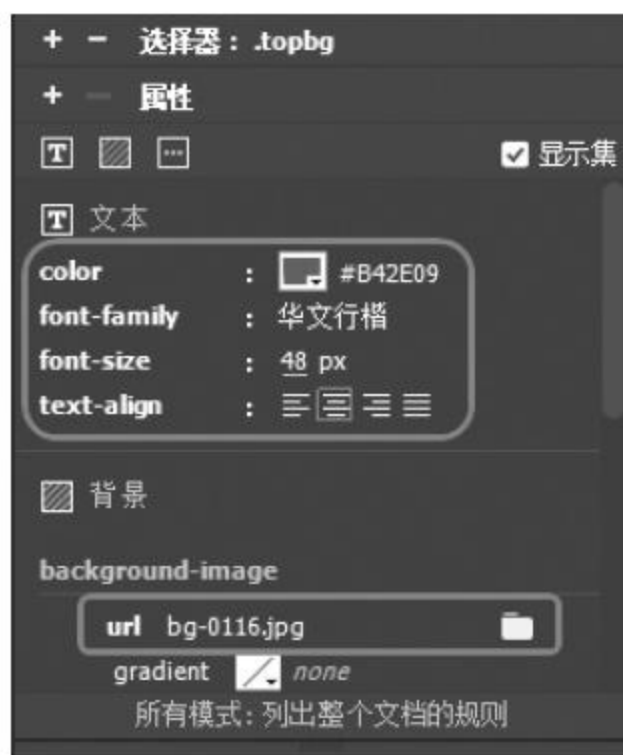 + - 选择器 : .topbg
+ - 属性
T 显示集
T 文本
color : #B42E09
font-family : 华文行楷
font-size : 48 px
text-align :
背景
background-image
url bg-0116.jpg
gradient none
所有模式: 列出整个文档的规则